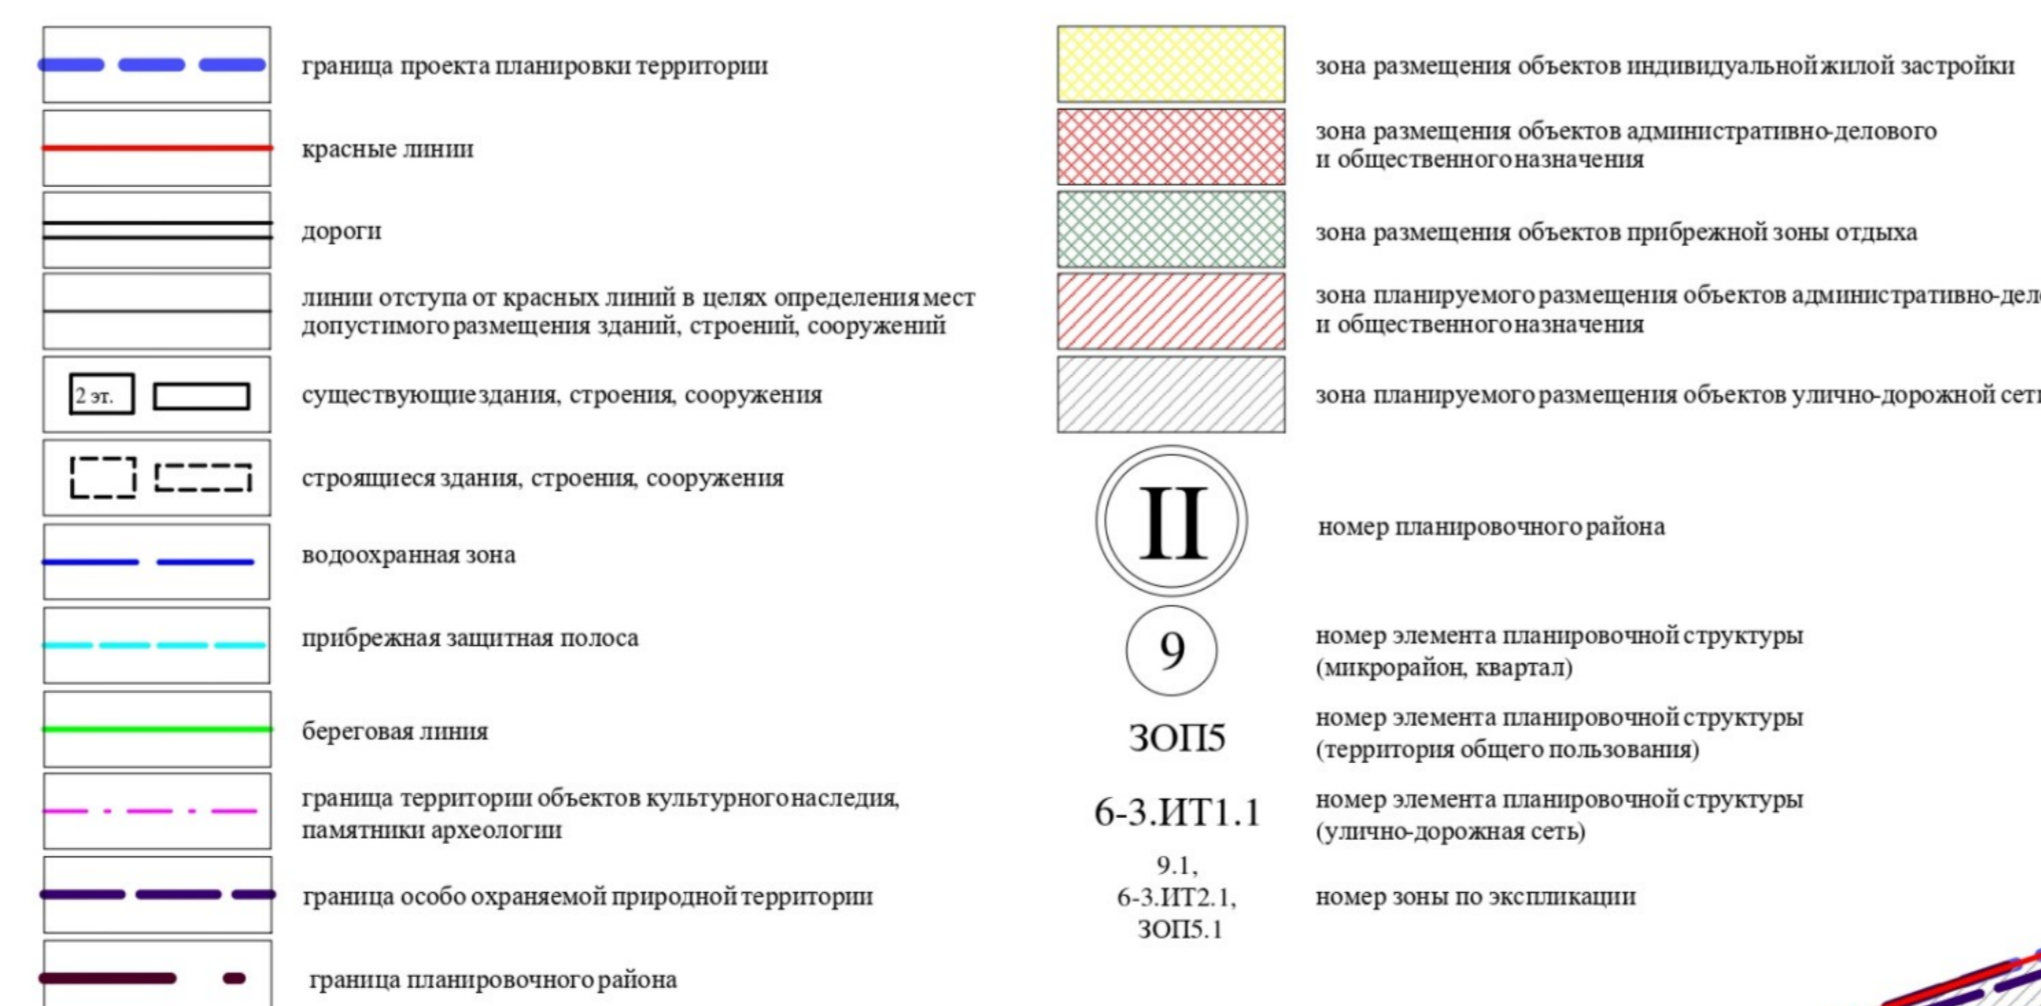 граница проекта планировки территории
красные линии
дороги
линии отступа от красных линий в целях определения мест
допустимого размещения зданий, строений, сооружений
2 эт.
существующие здания, строения, сооружения
строящиеся здания, строения, сооружения
водоохранная зона
прибрежная защитная полоса
береговая линия
граница территории объектов культурного наследия,
памятники археологии
граница особо охраняемой природной территории
граница планировочного района
зона размещения объектов индивидуальной жилой застройки
зона размещения объектов административно-делового
и общественного назначения
зона размещения объектов прибрежной зоны отдыха
зона планируемого размещения объектов административно-дел
и общественного назначения
зона планируемого размещения объектов улично-дорожной сет
II
номер планировочного района
9
номер элемента планировочной структуры
(микрорайон, квартал)
ЗОП5
номер элемента планировочной структуры
(территория общего пользования)
6-3.ИТ1.1
номер элемента планировочной структуры
(улично-дорожная сеть)
9.1,
6-3.ИТ2.1,
ЗОП5.1
номер зоны по экспликации